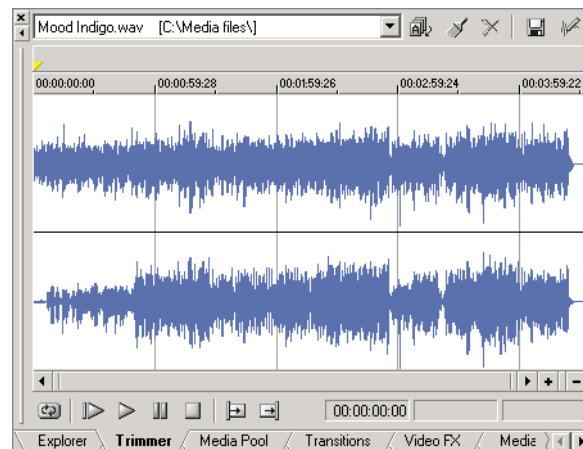 Mood Indigo.wav [C:\Media files\]
00:00:00:00 00:00:59:28 00:01:59:26 00:02:59:24 00:03:59:22
00:00:00:00
Explorer Trimmer Media Pool Transitions Video FX Media